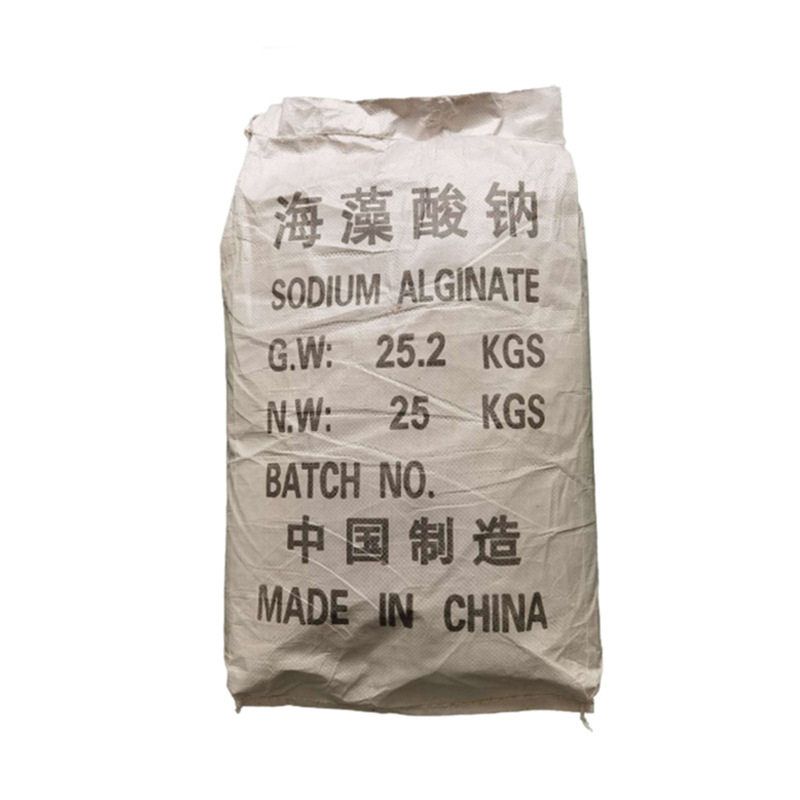 海藻酸钠
SODIUM ALGINATE
G.W: 25.2 KGS
N.W: 25 KGS
BATCH NO.
中国制造
MADE IN CHINA